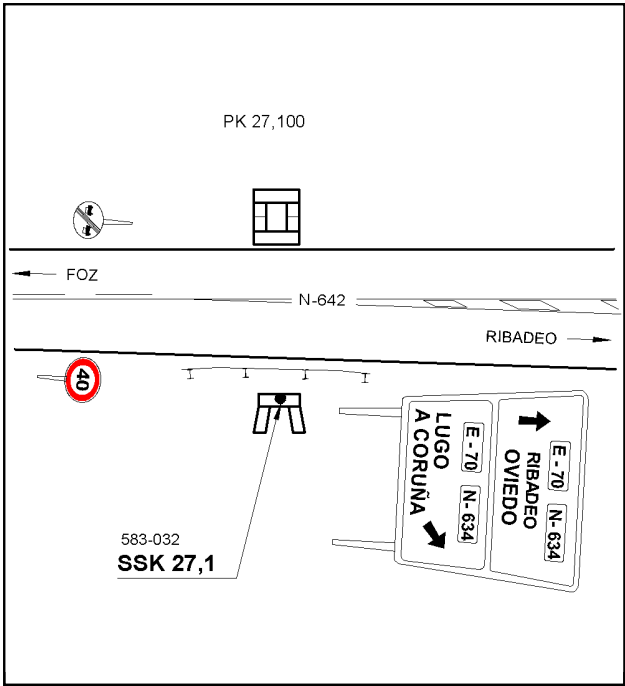 PK 27,100
FOZ
N-642
RIBADEO
40
E - 70
N- 634
RIBADEO
OVIEDO
E - 70
N- 634
LUGO
A CORUÑA
583-032
SSK 27,1